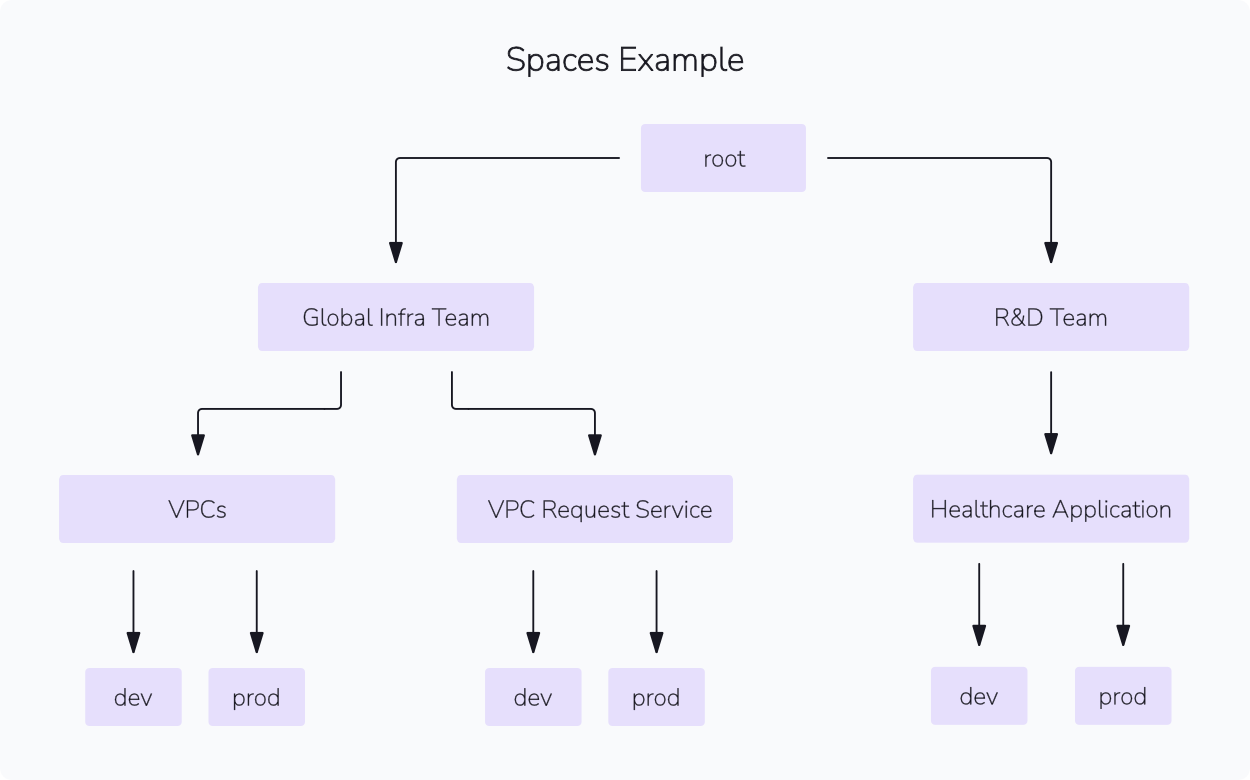 Spaces Example
root
Global Infra Team
R&D Team
VPCs
VPC Request Service
Healthcare Application
dev
prod
dev
prod
dev
prod